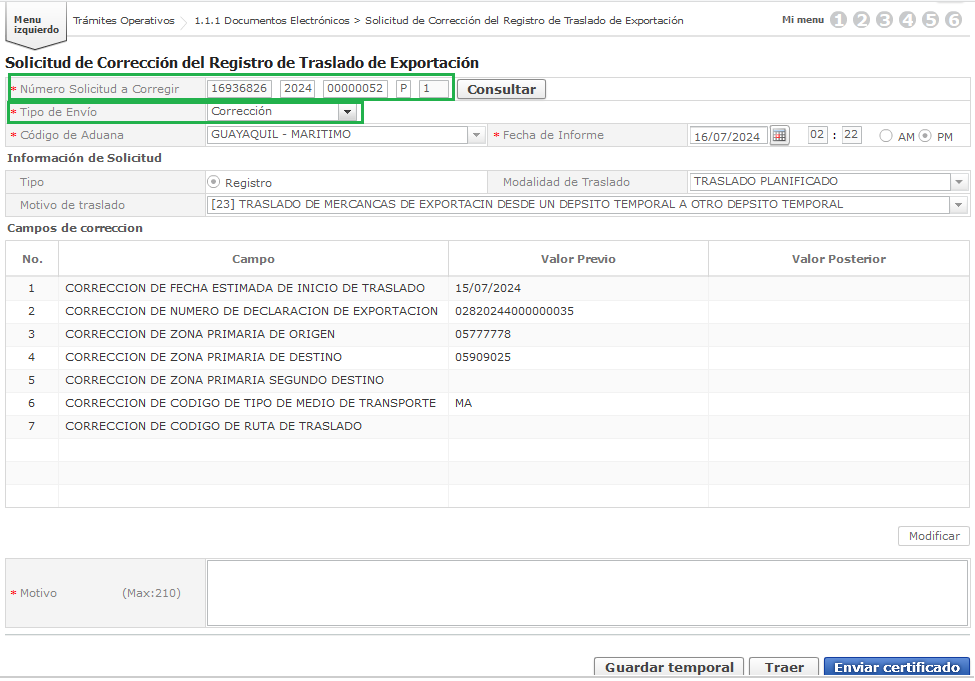 Menu izquierdo
Trámites Operativos 1.1.1 Documentos Electrónicos > Solicitud de Corrección del Registro de Traslado de Exportación Mi menu 1 2 3 4 5 6
Solicitud de Corrección del Registro de Traslado de Exportación
* Número Solicitud a Corregir 16936826 2024 00000052 P 1 Consultar
* Tipo de Envío Corrección
* Código de Aduana GUAYAQUIL - MARITIMO * Fecha de Informe 16/07/2024 02 : 22 AM PM
Información de Solicitud
Tipo Registro Modalidad de Traslado TRASLADO PLANIFICADO
Motivo de traslado [23] TRASLADO DE MERCANCAS DE EXPORTACIN DESDE UN DEPSITO TEMPORAL A OTRO DEPSITO TEMPORAL
Campos de correccion
No. Campo Valor Previo Valor Posterior
1 CORRECCION DE FECHA ESTIMADA DE INICIO DE TRASLADO 15/07/2024
2 CORRECCION DE NUMERO DE DECLARACION DE EXPORTACION 02820244000000035
3 CORRECCION DE ZONA PRIMARIA DE ORIGEN 05777778
4 CORRECCION DE ZONA PRIMARIA DE DESTINO 05909025
5 CORRECCION DE ZONA PRIMARIA SEGUNDO DESTINO
6 CORRECCION DE CODIGO DE TIPO DE MEDIO DE TRANSPORTE MA
7 CORRECCION DE CODIGO DE RUTA DE TRASLADO
Modificar
* Motivo (Max:210)
Guardar temporal Traer Enviar certificado